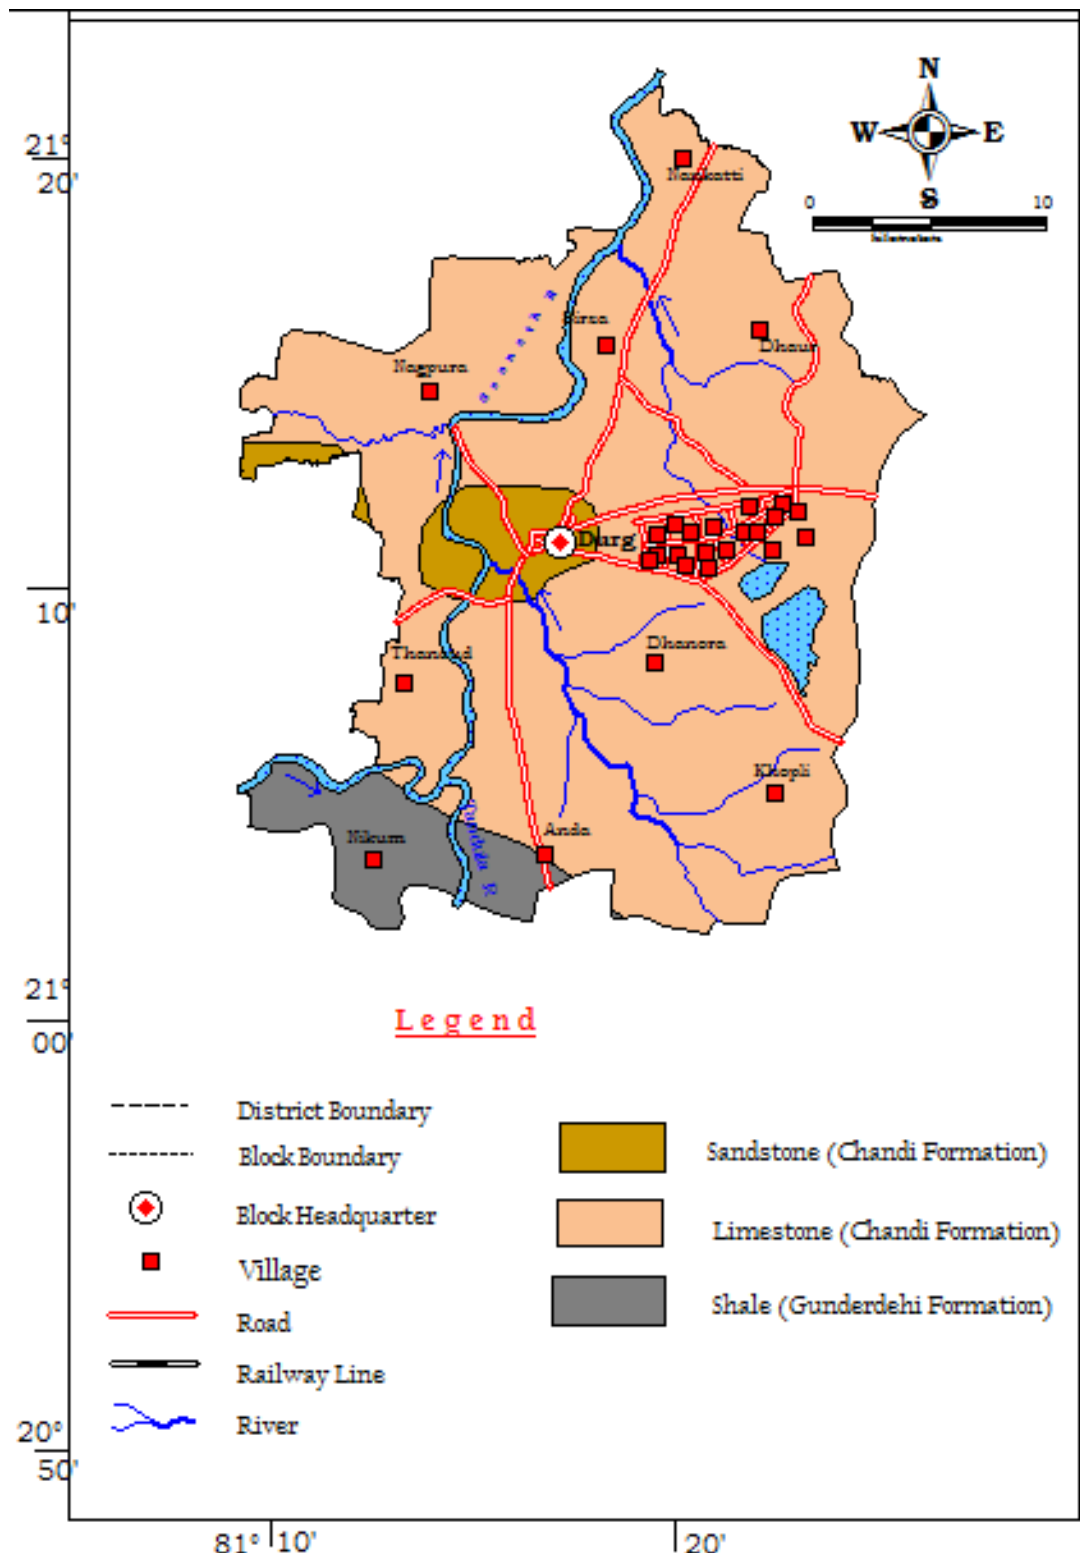 N
W E
S
21°
20'
0 10
Nankatti
Dhaur
Nagpura
Durg
10'
Dhanora
Khopli
Anda
Nikum
21°
00'
Legend
District Boundary
Block Boundary
Block Headquarter
Village
Road
Railway Line
River
Sandstone (Chandi Formation)
Limestone (Chandi Formation)
Shale (Gunderdehi Formation)
20°
50'
81° 10' 20'